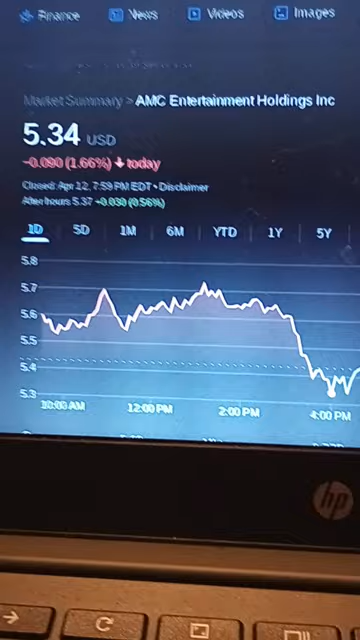 Finance News Videos Images
Market Summary > AMC Entertainment Holdings Inc
5.34 USD
−0.090 (1.66%) ↓ today
Closed: Apr 12, 7:59 PM EDT • Disclaimer
After hours 5.37 +0.030 (0.56%)
1D 5D 1M 6M YTD 1Y 5Y
5.8
5.7
5.6
5.5
5.4
5.3
10:00 AM 12:00 PM 2:00 PM 4:00 PM
hp